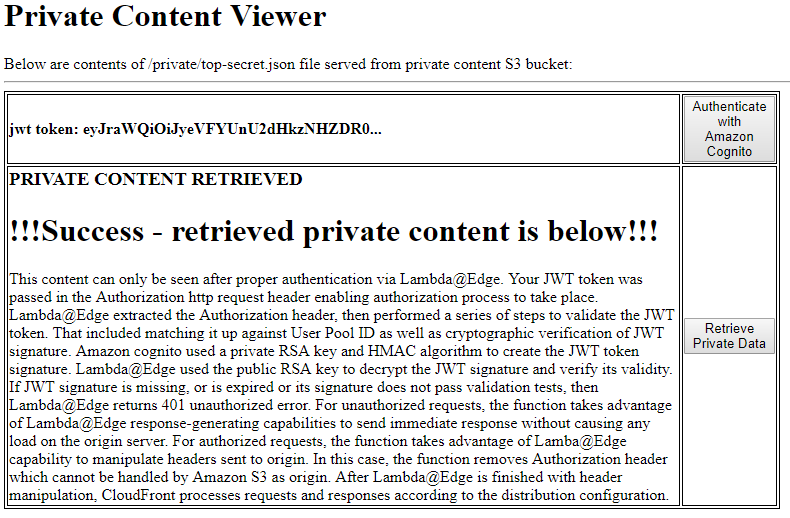 Private Content Viewer
Below are contents of /private/top-secret.json file served from private content S3 bucket:
jwt token: eyJraWQiOiJyeVFYUnU2dHkzNHZDR0...
Authenticate
with
Amazon
Cognito
PRIVATE CONTENT RETRIEVED
!!!Success - retrieved private content is below!!!
This content can only be seen after proper authentication via Lambda@Edge. Your JWT token was
passed in the Authorization http request header enabling authorization process to take place.
Lambda@Edge extracted the Authorization header, then performed a series of steps to validate the JWT
token. That included matching it up against User Pool ID as well as cryptographic verification of JWT
signature. Amazon cognito used a private RSA key and HMAC algorithm to create the JWT token
signature. Lambda@Edge used the public RSA key to decrypt the JWT signature and verify its validity.
If JWT signature is missing, or is expired or its signature does not pass validation tests, then
Lambda@Edge returns 401 unauthorized error. For unauthorized requests, the function takes advantage
of Lambda@Edge response-generating capabilities to send immediate response without causing any
load on the origin server. For authorized requests, the function takes advantage of Lamba@Edge
capability to manipulate headers sent to origin. In this case, the function removes Authorization header
which cannot be handled by Amazon S3 as origin. After Lambda@Edge is finished with header
manipulation, CloudFront processes requests and responses according to the distribution configuration.
Retrieve
Private Data